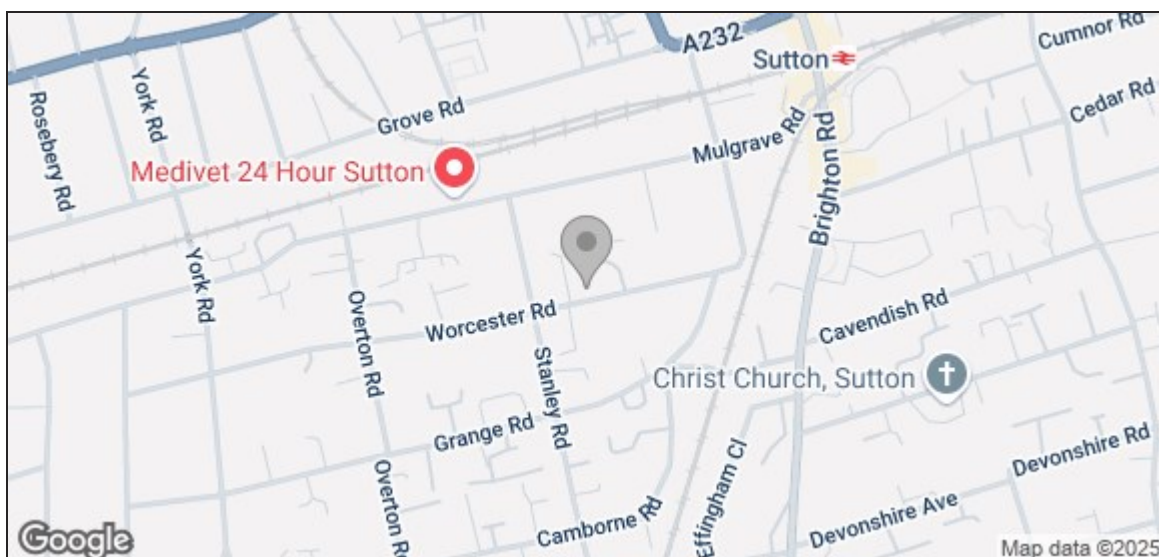 A232
Sutton
Cumnor Rd
Cedar Rd
Rosebery Rd
York Rd
Grove Rd
Mulgrave Rd
Medivet 24 Hour Sutton
Brighton Rd
York Rd
Overton Rd
Worcester Rd
Stanley Rd
Cavendish Rd
Christ Church, Sutton
Grange Rd
Overton Rd
Camborne Rd
Effingham Cl
Devonshire Rd
Devonshire Ave
Google
Map data ©2025